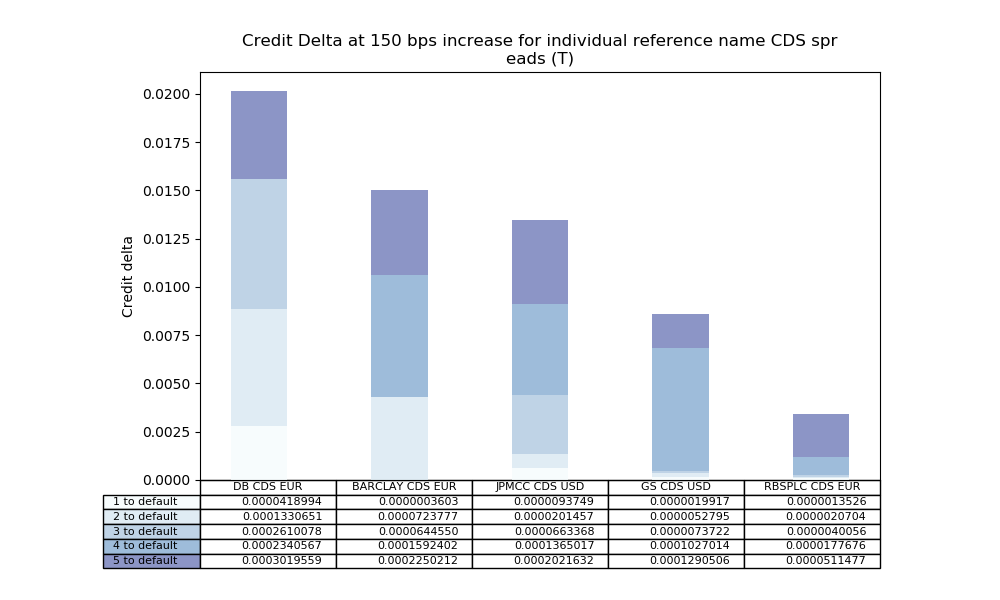 Credit Delta at 150 bps increase for individual reference name CDS spr
eads (T)
0.0200
0.0175
0.0150
0.0125
0.0100
0.0075
0.0050
0.0025
0.0000
Credit delta
DB CDS EUR BARCLAY CDS EUR JPMCC CDS USD GS CDS USD RBSPLC CDS EUR
1 to default 0.0000418994 0.0000003603 0.0000093749 0.0000019917 0.0000013526
2 to default 0.0001330651 0.0000723777 0.0000201457 0.0000052795 0.0000020704
3 to default 0.0002610078 0.0000644550 0.0000663368 0.0000073722 0.0000040056
4 to default 0.0002340567 0.0001592402 0.0001365017 0.0001027014 0.0000177676
5 to default 0.0003019559 0.0002250212 0.0002021632 0.0001290506 0.0000511477